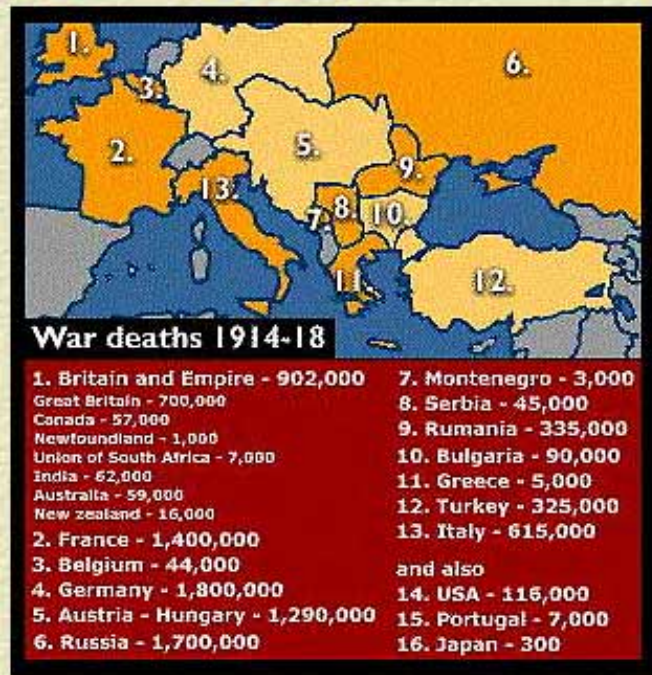 1.
2.
3.
4.
5.
6.
7.
8.
9.
10.
11.
12.
13.
War deaths 1914-18
1. Britain and Empire - 902,000
Great Britain - 700,000
Canada - 57,000
Newfoundland - 1,000
Union of South Africa - 7,000
India - 62,000
Australia - 59,000
New zealand - 16,000
2. France - 1,400,000
3. Belgium - 44,000
4. Germany - 1,800,000
5. Austria - Hungary - 1,290,000
6. Russia - 1,700,000
7. Montenegro - 3,000
8. Serbia - 45,000
9. Rumania - 335,000
10. Bulgaria - 90,000
11. Greece - 5,000
12. Turkey - 325,000
13. Italy - 615,000
and also
14. USA - 116,000
15. Portugal - 7,000
16. Japan - 300